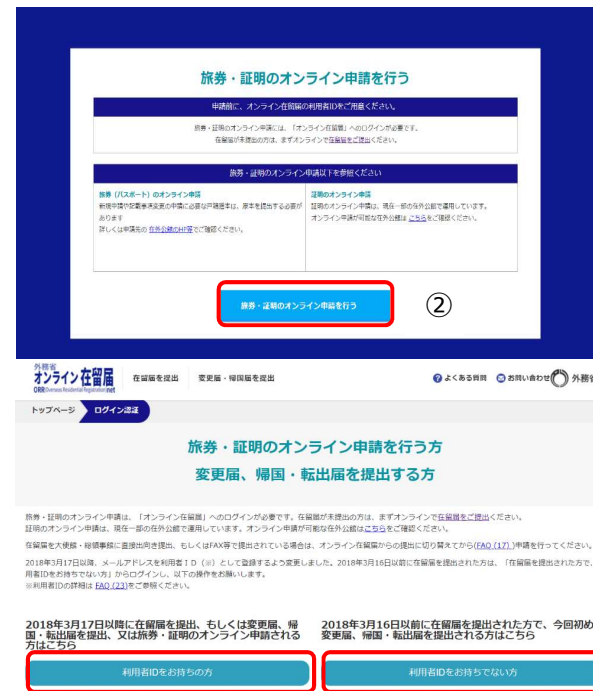 旅券・証明のオンライン申請を行う
申請前に、オンライン在留届の利用者IDをご用意ください。
旅券・証明のオンライン申請には、「オンライン在留届」へのログインが必要です。
在留届が未提出の方は、まずオンラインで在留届をご提出ください。
旅券・証明のオンライン申請以下を参照ください
旅券（パスポート）のオンライン申請
新規申請や記載事項変更の申請に必要な戸籍謄本は、原本を提出する必要が
あります
詳しくは申請先の 在外公館のHP等でご確認ください。
証明のオンライン申請
証明のオンライン申請は、現在一部の在外公館で運用しています。
オンライン申請が可能な在外公館は こちらをご確認ください。
旅券・証明のオンライン申請を行う
②
外務省
オンライン在留届
ORRnet Overseas Residential Registration
在留届を提出
変更届・帰国届を提出
よくある質問
お問い合わせ
外務省
トップページ
ログイン認証
旅券・証明のオンライン申請を行う方
変更届、帰国・転出届を提出する方
旅券・証明のオンライン申請は、「オンライン在留届」へのログインが必要です。在留届が未提出の方は、まずオンラインで在留届をご提出ください。
証明のオンライン申請は、現在一部の在外公館で運用しています。オンライン申請が可能な在外公館はこちらをご確認ください。
在留届を大使館・総領事館に直接出向き提出、もしくはFAX等で提出されている場合は、オンライン在留届からの提出に切り替えてから(FAQ (17) )申請を行ってください。
2018年3月17日以降、メールアドレスを利用者ID（※）として登録するよう変更しました。2018年3月16日以前に在留届を提出された方は、「在留届を提出された方で、
用者IDをお持ちでない方」からログインし、以下の操作をお願いします。
※利用者IDの詳細は FAQ (23)をご参照ください。
2018年3月17日以降に在留届を提出、もしくは変更届、帰
国・転出届を提出、又は旅券・証明のオンライン申請される
方はこちら
利用者IDをお持ちの方
2018年3月16日以前に在留届を提出された方で、今回初め
変更届、帰国・転出届を提出される方はこちら
利用者IDをお持ちでない方